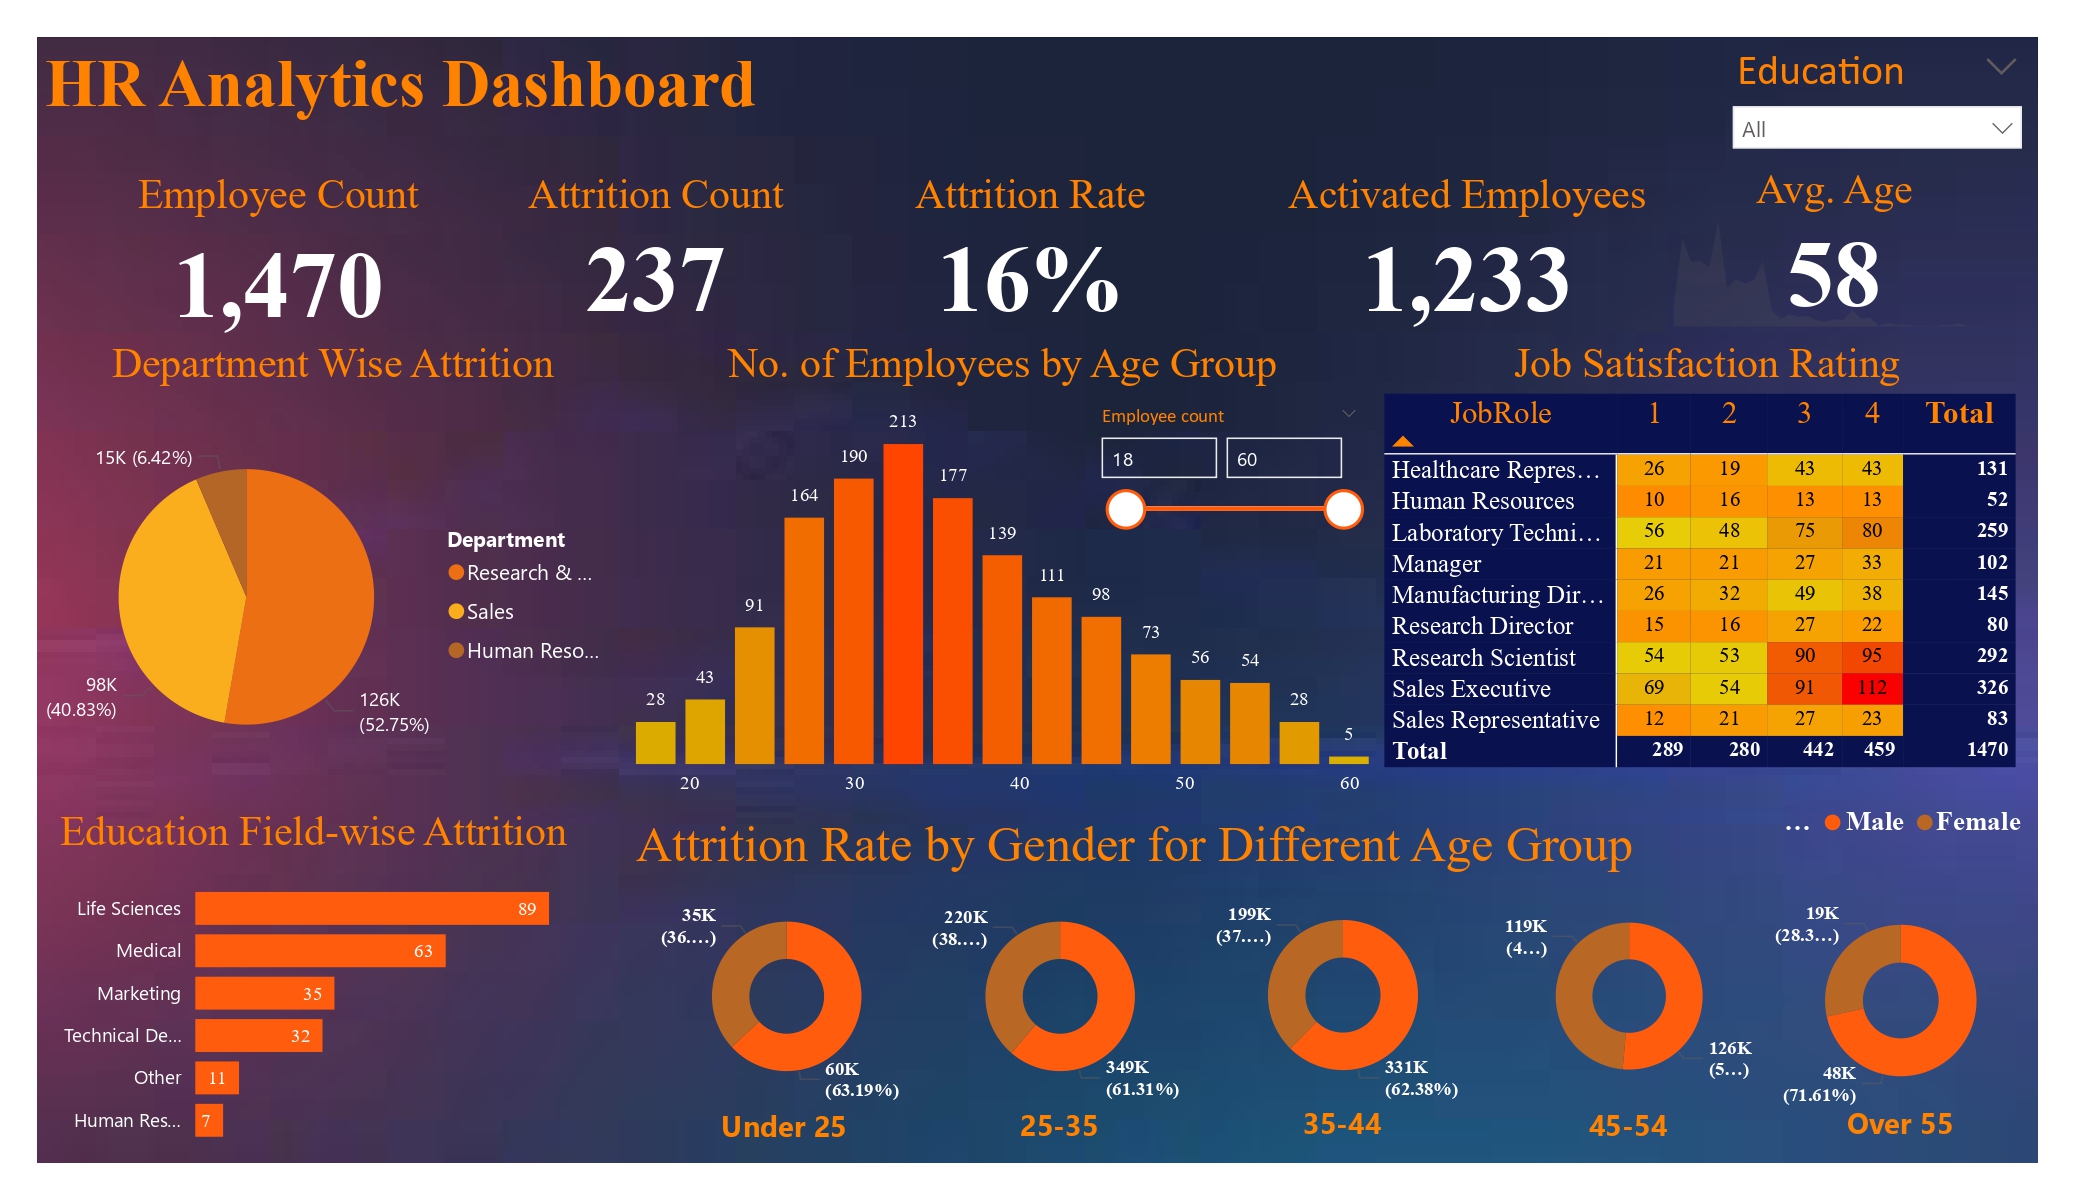 HR Analytics Dashboard
Education
All
Employee Count
1,470
Attrition Count
237
Attrition Rate
16%
Activated Employees
1,233
Avg. Age
58
Department Wise Attrition
15K (6.42%)
98K
(40.83%)
126K
(52.75%)
Department
Research & ...
Sales
Human Reso...
No. of Employees by Age Group
Employee count
18 60
28
43
91
164
190
213
177
139
111
98
73
56
54
28
5
20 30 40 50 60
Job Satisfaction Rating
JobRole 1 2 3 4 Total
Healthcare Repres... 26 19 43 43 131
Human Resources 10 16 13 13 52
Laboratory Techni... 56 48 75 80 259
Manager 21 21 27 33 102
Manufacturing Dir... 26 32 49 38 145
Research Director 15 16 27 22 80
Research Scientist 54 53 90 95 292
Sales Executive 69 54 91 112 326
Sales Representative 12 21 27 23 83
Total 289 280 442 459 1470
Education Field-wise Attrition
Life Sciences 89
Medical 63
Marketing 35
Technical De... 32
Other 11
Human Res... 7
Attrition Rate by Gender for Different Age Group
... Male Female
35K
(36....)
60K
(63.19%)
Under 25
220K
(38....)
349K
(61.31%)
25-35
199K
(37....)
331K
(62.38%)
35-44
119K
(4...)
126K
(5...)
45-54
19K
(28.3...)
48K
(71.61%)
Over 55